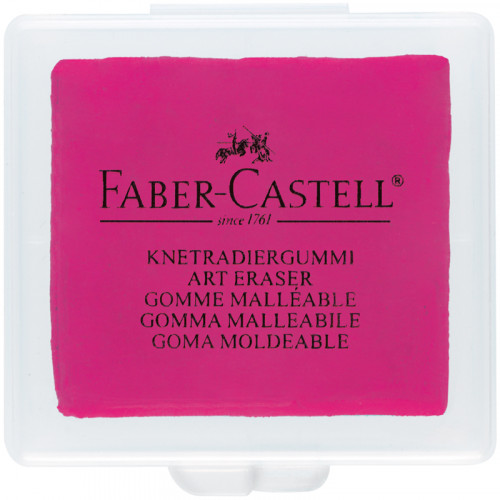 FABER-CASTELL®
since 1761
KNETRADIERGUMMI
ART ERASER
GOMME MALLÉABLE
GOMMA MALLEABILE
GOMA MOLDEABLE